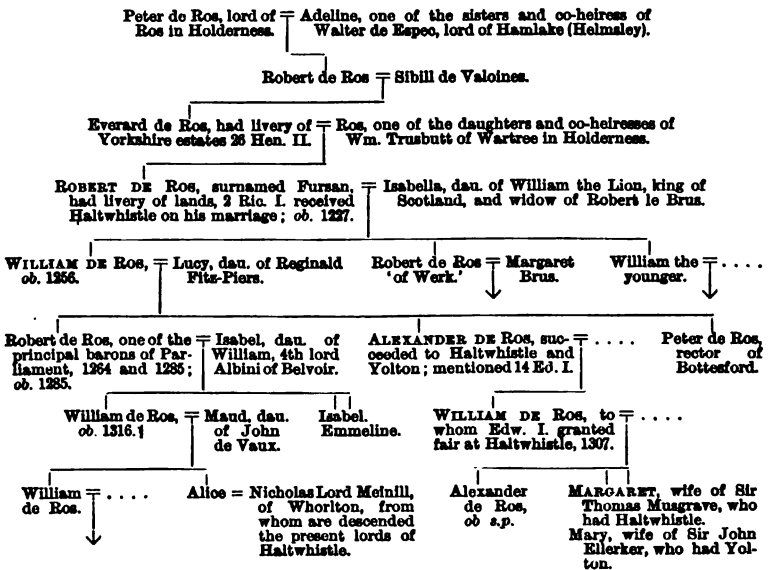 Peter de Ros, lord of = Adeline, one of the sisters and co-heiress of
Ros in Holderness. Walter de Espec, lord of Hamlake (Helmsley).
Robert de Ros = Sibill de Valoines.
Everard de Ros, had livery of = Ros, one of the daughters and co-heiresses of
Yorkshire estates 26 Hen. II. Wm. Trusbutt of Wartree in Holderness.
ROBERT DE ROS, surnamed Fursan, = Isabella, dau. of William the Lion, king of
had livery of lands, 2 Ric. I. received Scotland, and widow of Robert le Brus.
Haltwhistle on his marriage; ob. 1227.
WILLIAM DE ROS, = Lucy, dau. of Reginald Robert de Ros = Margaret William the = . . . .
ob. 1256. Fitz-Piers. 'of Werk.' Brus. younger.
Robert de Ros, one of the = Isabel, dau. of ALEXANDER DE ROS, suc- = . . . . Peter de Ros,
principal barons of Par- William, 4th lord ceeded to Haltwhistle and rector of
liament, 1264 and 1285; Albini of Belvoir. Yolton; mentioned 14 Ed. I. Bottesford.
ob. 1285.
William de Ros, = Maud, dau. Isabel. WILLIAM DE ROS, to = . . . .
ob. 1316. of John Emmeline. whom Edw. I. granted
de Vaux. fair at Haltwhistle, 1307.
William = . . . . Alice = Nicholas Lord Meinill, Alexander MARGARET, wife of Sir
de Ros. of Whorlton, from de Ros, Thomas Musgrave, who
whom are descended ob s.p. had Haltwhistle.
the present lords of Mary, wife of Sir John
Haltwhistle. Ellerker, who had Yol-
ton.